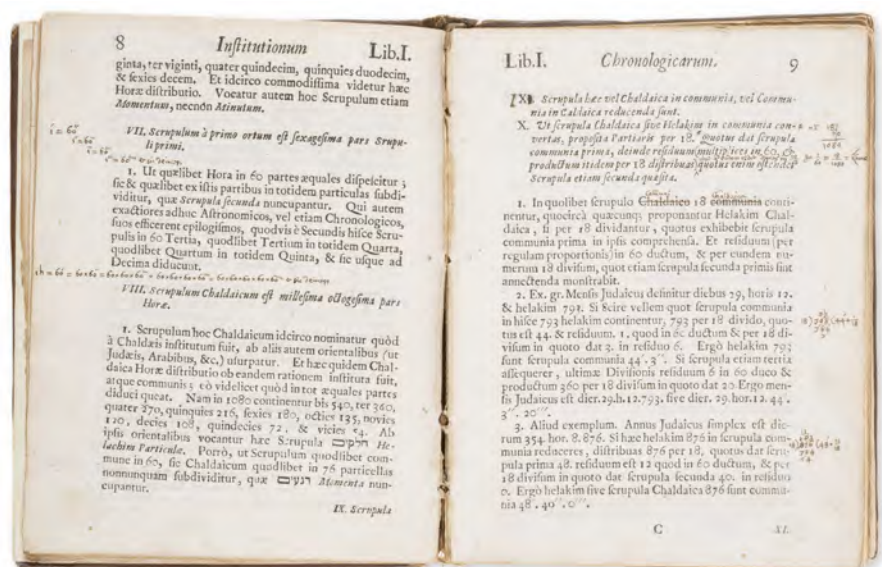 8 Institutionum Lib.I.
ginta, ter viginti, quater quindecim, quinquies duodecim,
& sexies decem. Et idcirco commodissima videtur hæc
Horæ distributio. Vocatur autem hoc Scrupulum etiam
Momentum, necnón Minutum.
VII. Scrupulum à primo ortum est sexagesima pars Srupu-
li primi.
1. Ut quælibet Hora in 60 partes æquales dispescitur;
sic & quælibet ex istis partibus in totidem particulas subdi-
viditur, quæ Scrupula secunda nuncupantur. Qui autem
exactiores adhuc Astronomicos, vel etiam Chronologicos,
suos efficerent epilogismos, quodvis è Secundis hisce Scru-
pulis in 60 Tertia, quodlibet Tertium in totidem Quarta,
quodlibet Quartum in totidem Quinta, & sic usque ad
Decima diducunt.
VIII. Scrupulum Chaldaicum est millesima octogesima pars
Horæ.
1. Scrupulum hoc Chaldaicum idcirco nominatur quòd
à Chaldæis institutum fuit, ab aliis autem orientalibus (ut
Judæis, Arabibus, &c.) usurpatur. Et hæc quidem Chal-
daica Horæ distributio ob eandem rationem instituta fuit,
atque communis; eò videlicet quòd in tot æquales partes
diduci queat. Nam in 1080 continentur bis 540, ter 360,
quater 270, quinquies 216, sexies 180, octies 135, novies
120, decies 108, quindecies 72, & vicies 54. Ab
ipsis orientalibus vocantur hæc Scrupula חלקים He-
lachim Particulæ. Porrò, ut Scrupulum quodlibet com-
mune in 60, sic Chaldaicum quodlibet in 76 particellas
nonnunquam subdividitur, quæ רגעים Momenta nun-
cupantur.
IX. Scrupula
Lib.I. Chronologicarum. 9
IX Scrupula hæc vel Chaldaica in communia, vel Commu-
nia in Caldaica reducenda sunt.
X. Ut scrupula Chaldaica sive Helakim in communia con-
vertas, proposita Partiaris per 18. Quotus dat scrupula
communia prima, deinde residuum multiplices in 60, &
productum itidem per 18 distribuas, quotus enim ostendet
Scrupula etiam secunda quæsita.
1. In quolibet scrupulo Chaldaico 18 communia conti-
nentur, quocircà quæcunq; proponantur Helakim Chal-
daica, si per 18 dividantur, quotus exhibebit scrupula
communia prima in ipsis comprehensa. Et residuum (per
regulam proportionis) in 60 ductum, & per eundem nu-
merum 18 divisum, quot etiam scrupula secunda primis sint
annectenda monstrabit.
2. Ex. gr. Mensis Judaicus definitur diebus 29, horis 12.
& helakim 793. Si scire vellem quot scrupula communia
in hisce 793 helakim continentur, 793 per 18 divido, quo-
tus est 44. & residuum. 1, quod in 60 ductum & per 18 di-
visum in quoto dat 3. in residuo 6. Ergò helakim 793
sunt scrupula communia 44′. 3″. Si scrupula etiam tertia
assequerer, ultimæ Divisionis residuum 6 in 60 duco &
productum 360 per 18 divisum in quoto dat 20 Ergo men-
sis Judaicus est dier.29.h.12.793. sive dier. 29. hor.12. 44′.
3″. 20‴.
3. Aliud exemplum. Annus Judaicus simplex est die-
rum 354. hor. 8.876. Si hæc helakim 876 in scrupula com-
munia reduceres, distribuas 876 per 18, quotus dat scru-
pula prima 48. residuum est 12 quod in 60 ductum, & per
18 divisum in quoto dat scrupula secunda 40. in residuo
0. Ergò helakim sive scrupula Chaldaica 876 sunt commu-
nia 48′. 40″. 0‴.
C XI.